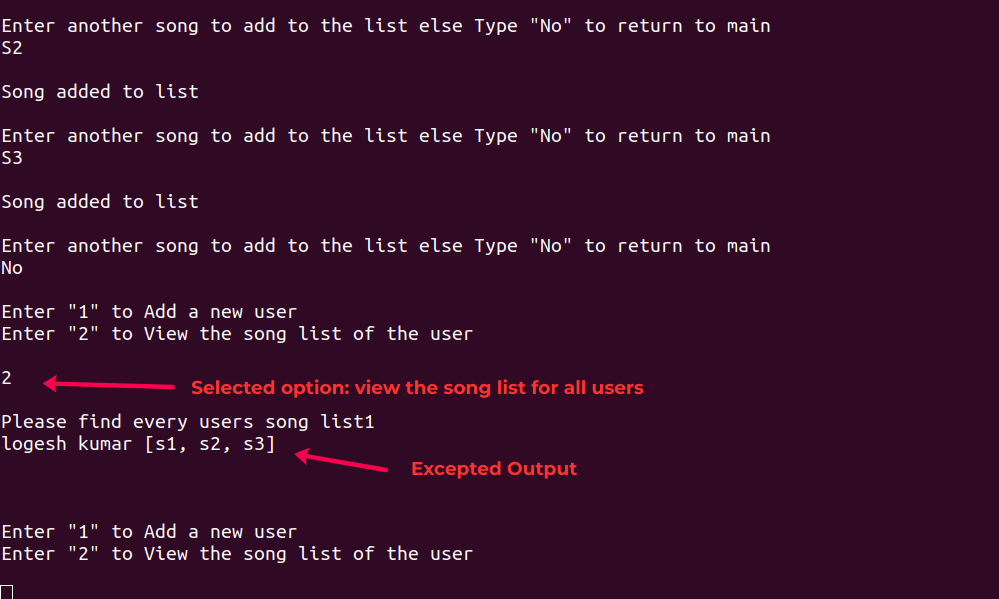 Enter another song to add to the list else Type "No" to return to main
S2
Song added to list
Enter another song to add to the list else Type "No" to return to main
S3
Song added to list
Enter another song to add to the list else Type "No" to return to main
No
Enter "1" to Add a new user
Enter "2" to View the song list of the user
2
Selected option: view the song list for all users
Please find every users song list1
logesh kumar [s1, s2, s3]
Excepted Output
Enter "1" to Add a new user
Enter "2" to View the song list of the user